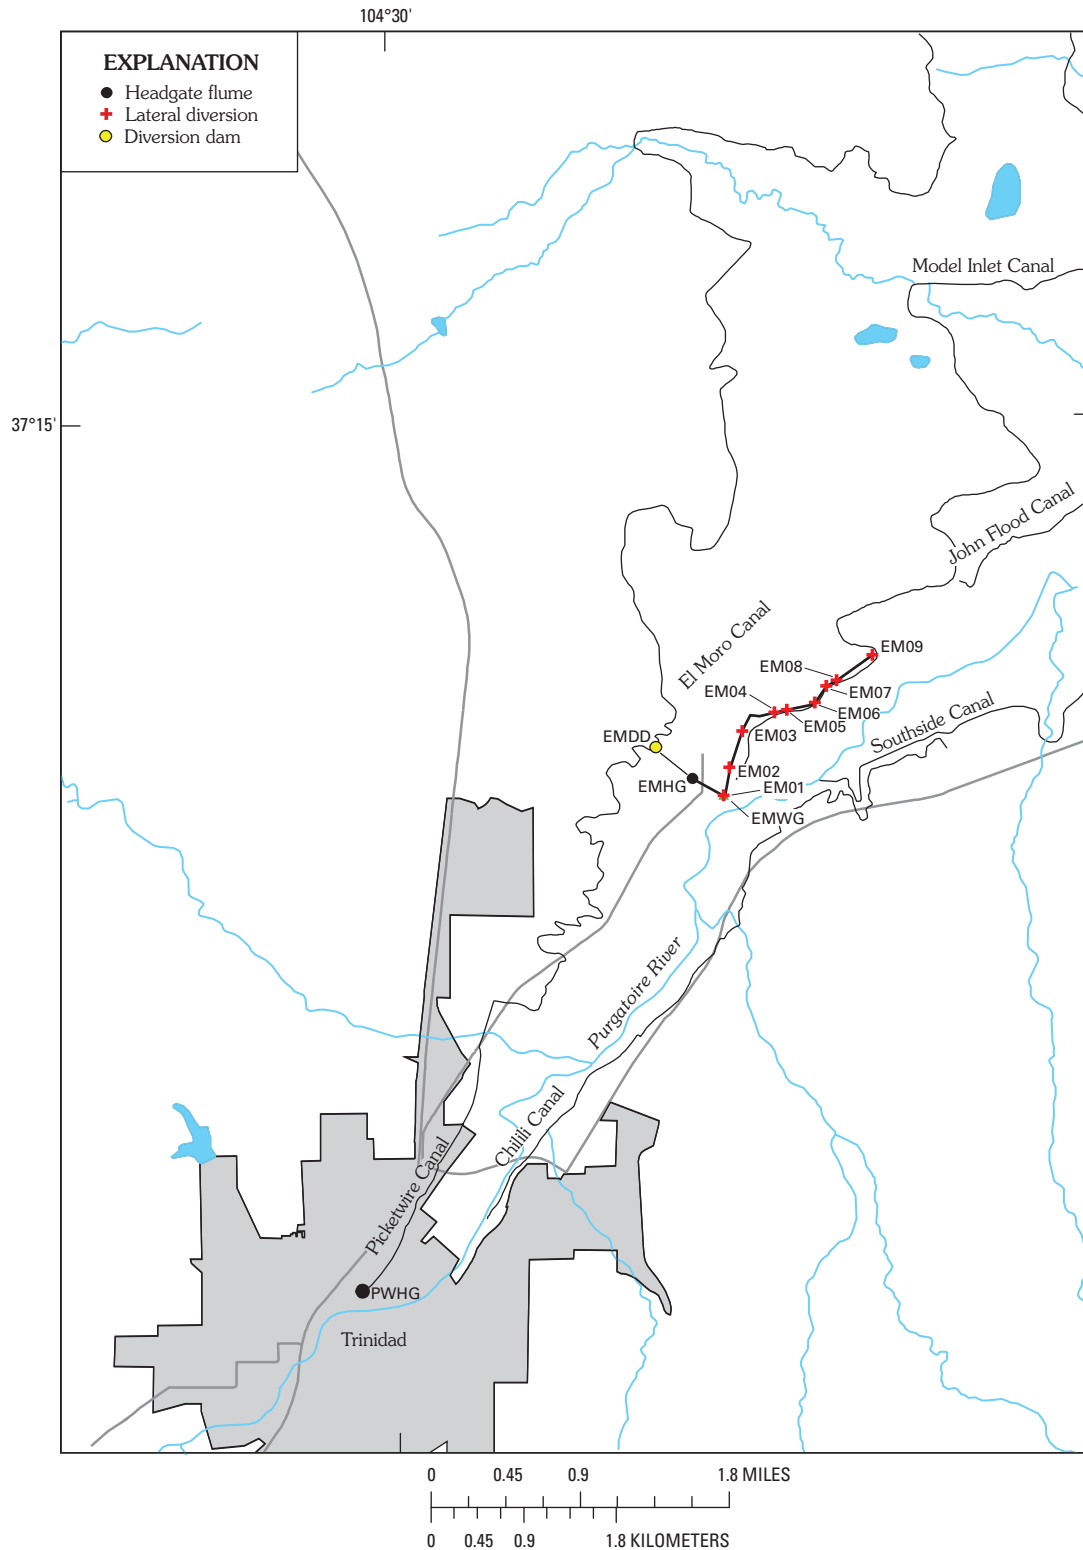 104°30'
EXPLANATION
Headgate flume
Lateral diversion
Diversion dam
Model Inlet Canal
37°15'
John Flood Canal
El Moro Canal
EM09
EM08
EM07
EM04
EM06
EM05
Southside Canal
EM03
EMDD
EM02
EMHG
EM01
EMWG
Purgatoire River
Chilili Canal
Picketwire Canal
PWHG
Trinidad
0 0.45 0.9 1.8 MILES
0 0.45 0.9 1.8 KILOMETERS